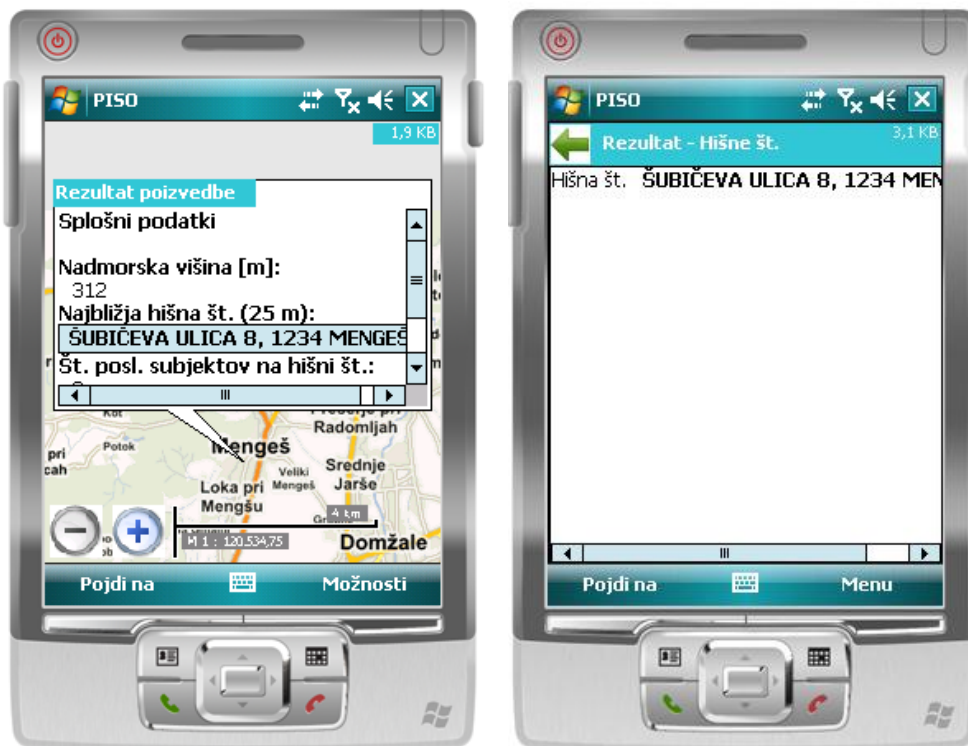 PISO
1,9 KB
Rezultat poizvedbe
Splošni podatki
Nadmorska višina [m]:
312
Najbližja hišna št. (25 m):
ŠUBIČEVA ULICA 8, 1234 MENGEŠ
Št. posl. subjektov na hišni št.:
Kot
Radomljah
pri
Potok
Mengeš
cah
Veliki
Mengeš
Srednje
Jarše
Loka pri
Mengšu
4 km
M 1 : 120.534,75
Domžale
Pojdi na
Možnosti
PISO
3,1 KB
Rezultat - Hišne št.
Hišna št. ŠUBIČEVA ULICA 8, 1234 MEN
Pojdi na
Menu